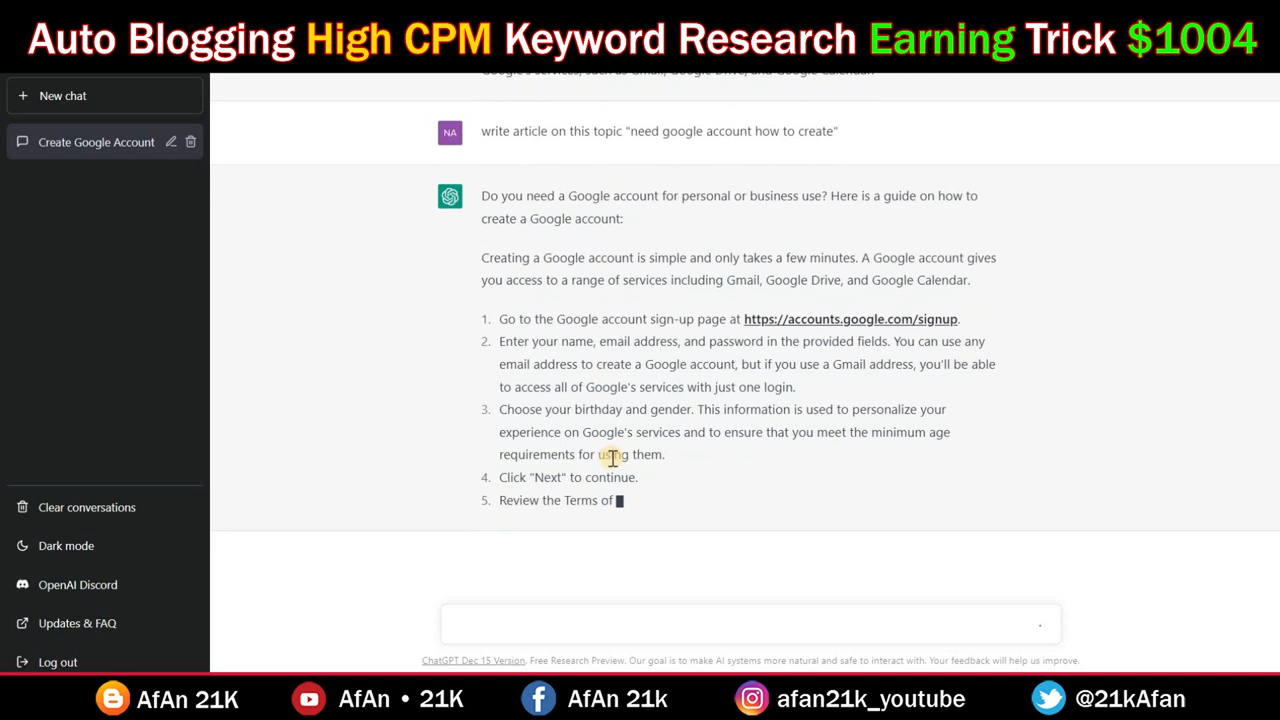 Auto Blogging High CPM Keyword Research Earning Trick $1004
Google's services, such as Gmail, Google Drive, and Google Calendar.
+ New chat
Create Google Account
NA
write article on this topic "need google account how to create"
Do you need a Google account for personal or business use? Here is a guide on how to
create a Google account:
Creating a Google account is simple and only takes a few minutes. A Google account gives
you access to a range of services including Gmail, Google Drive, and Google Calendar.
1. Go to the Google account sign-up page at https://accounts.google.com/signup.
2. Enter your name, email address, and password in the provided fields. You can use any
email address to create a Google account, but if you use a Gmail address, you'll be able
to access all of Google's services with just one login.
3. Choose your birthday and gender. This information is used to personalize your
experience on Google's services and to ensure that you meet the minimum age
requirements for using them.
4. Click "Next" to continue.
5. Review the Terms of
Clear conversations
Dark mode
OpenAI Discord
Updates & FAQ
Log out
ChatGPT Dec 15 Version. Free Research Preview. Our goal is to make AI systems more natural and safe to interact with. Your feedback will help us improve.
AfAn 21K
AfAn • 21K
AfAn 21k
afan21k_youtube
@21kAfan